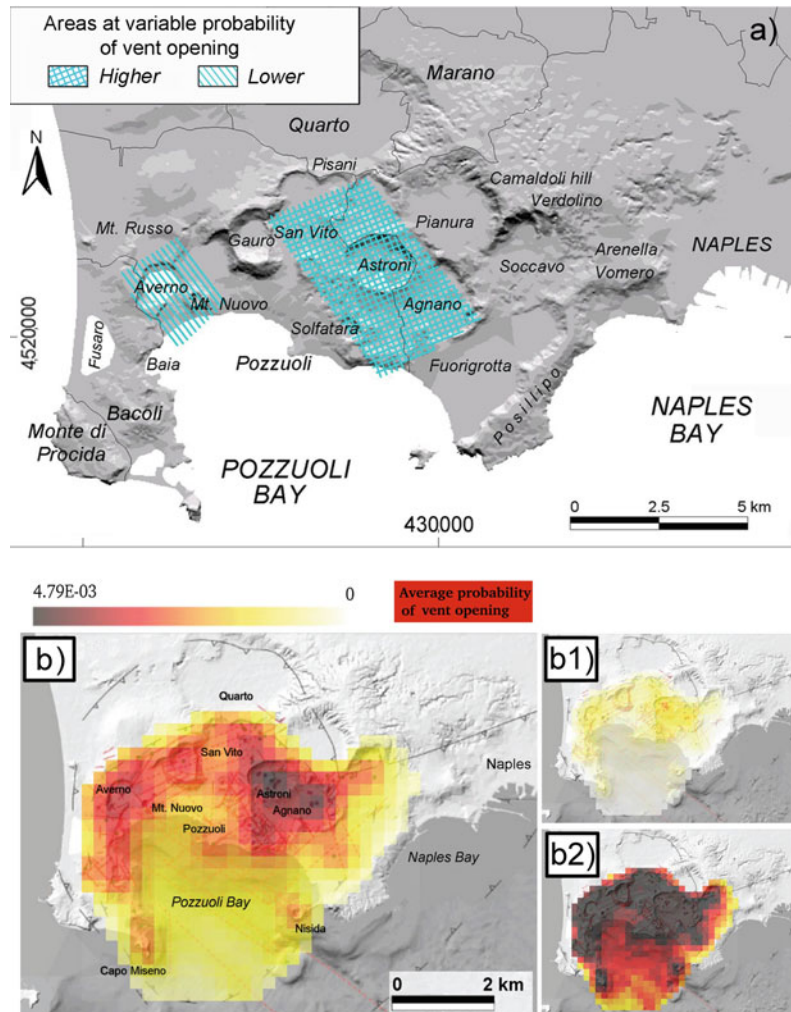 Areas at variable probability
of vent opening
Higher
Lower
a)
N
Marano
Quarto
Pisani
Camaldoli hill
Verdolino
Mt. Russo
Gauro
San Vito
Pianura
Arenella
NAPLES
Averno
Astroni
Soccavo
Vomero
Mt. Nuovo
Agnano
4520000
Fusaro
Solfatara
Baia
Pozzuoli
Fuorigrotta
Posillipo
Bacoli
NAPLES
BAY
Monte di
Procida
POZZUOLI
BAY
0 2.5 5 km
430000
4.79E-03
0
Average probability
of vent opening
b)
Quarto
San Vito
Averno
Astroni
Naples
Mt. Nuovo
Agnano
Pozzuoli
Naples Bay
Pozzuoli Bay
Nisida
Capo Miseno
0 2 km
b1)
b2)